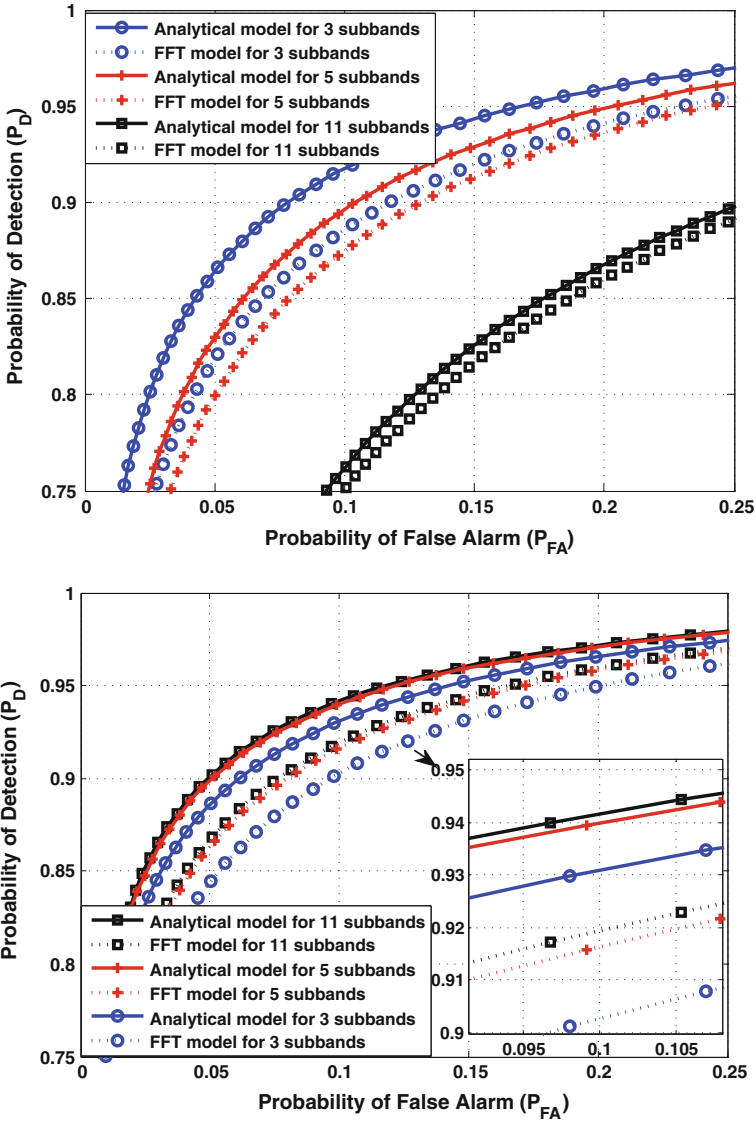 1
0.95
0.9
0.85
0.8
0.75
Probability of Detection (P_D)
Analytical model for 3 subbands
FFT model for 3 subbands
Analytical model for 5 subbands
FFT model for 5 subbands
Analytical model for 11 subbands
FFT model for 11 subbands
0 0.05 0.1 0.15 0.2 0.25
Probability of False Alarm (P_FA)
1
0.95
0.9
0.85
0.8
0.75
Probability of Detection (P_D)
Analytical model for 11 subbands
FFT model for 11 subbands
Analytical model for 5 subbands
FFT model for 5 subbands
Analytical model for 3 subbands
FFT model for 3 subbands
0.95
0.94
0.93
0.92
0.91
0.9
0.095 0.1 0.105
0 0.05 0.1 0.15 0.2 0.25
Probability of False Alarm (P_FA)